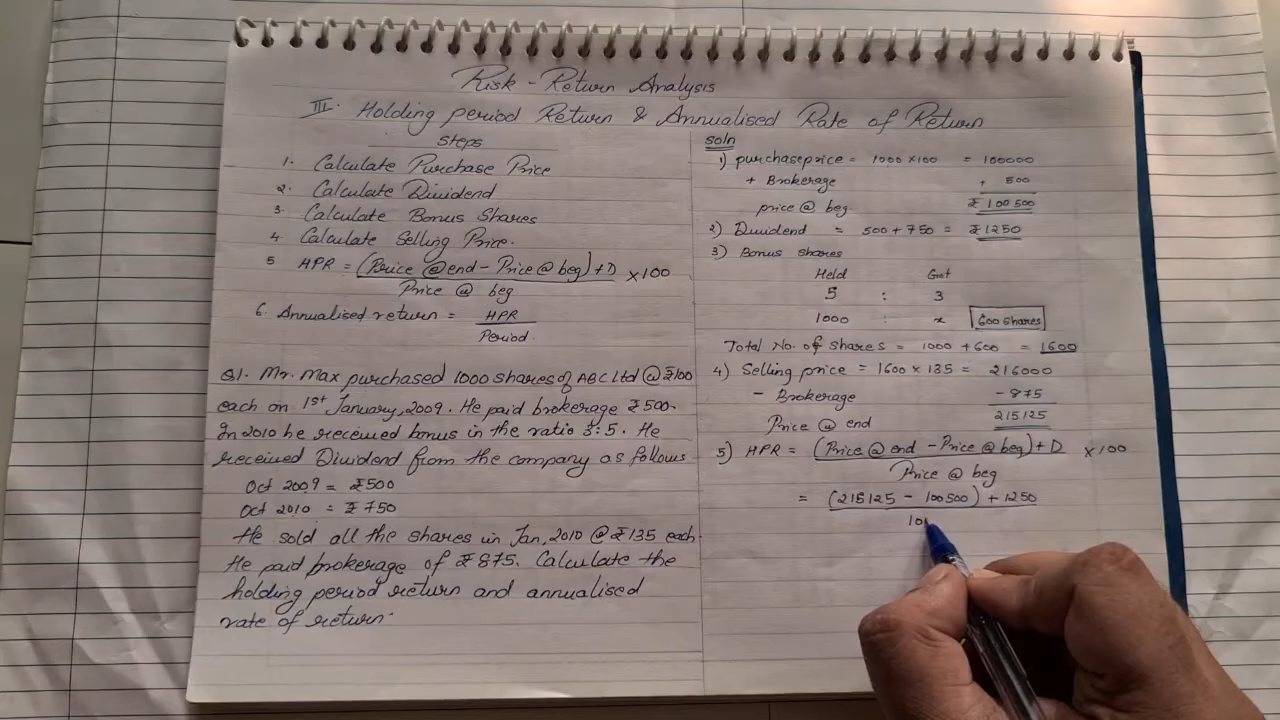 Risk - Return Analysis
III. Holding period Return & Annualised Rate of Return
Steps
1. Calculate Purchase Price
2. Calculate Dividend
3. Calculate Bonus Shares
4. Calculate Selling Price.
5 HPR = (Price @ end - Price @ beg) + D × 100
Price @ beg
6. Annualised return = HPR
Period
Q1. Mr. Max purchased 1000 shares of ABC Ltd @ ₹100
each on 1st January, 2009. He paid brokerage ₹500.
In 2010 he received bonus in the ratio 3:5. He
received Dividend from the company as follows
Oct 2009 = ₹500
Oct 2010 = ₹750
He sold all the shares in Jan, 2010 @ ₹135 each
He paid brokerage of ₹875. Calculate the
holding period return and annualised
rate of return.
Soln
1) purchase price = 1000 × 100 = 100000
+ Brokerage + 500
price @ beg. ₹ 100500
2) Dividend = 500 + 750 = ₹1250
3) Bonus shares
Held Got
5 : 3
1000 : x 600 shares
Total No. of shares = 1000 + 600 = 1600
4) Selling price = 1600 × 135 = 216000
- Brokerage - 875
Price @ end 215125
5) HPR = (Price @ end - Price @ beg) + D × 100
Price @ beg
= (215125 - 100500) + 1250
10